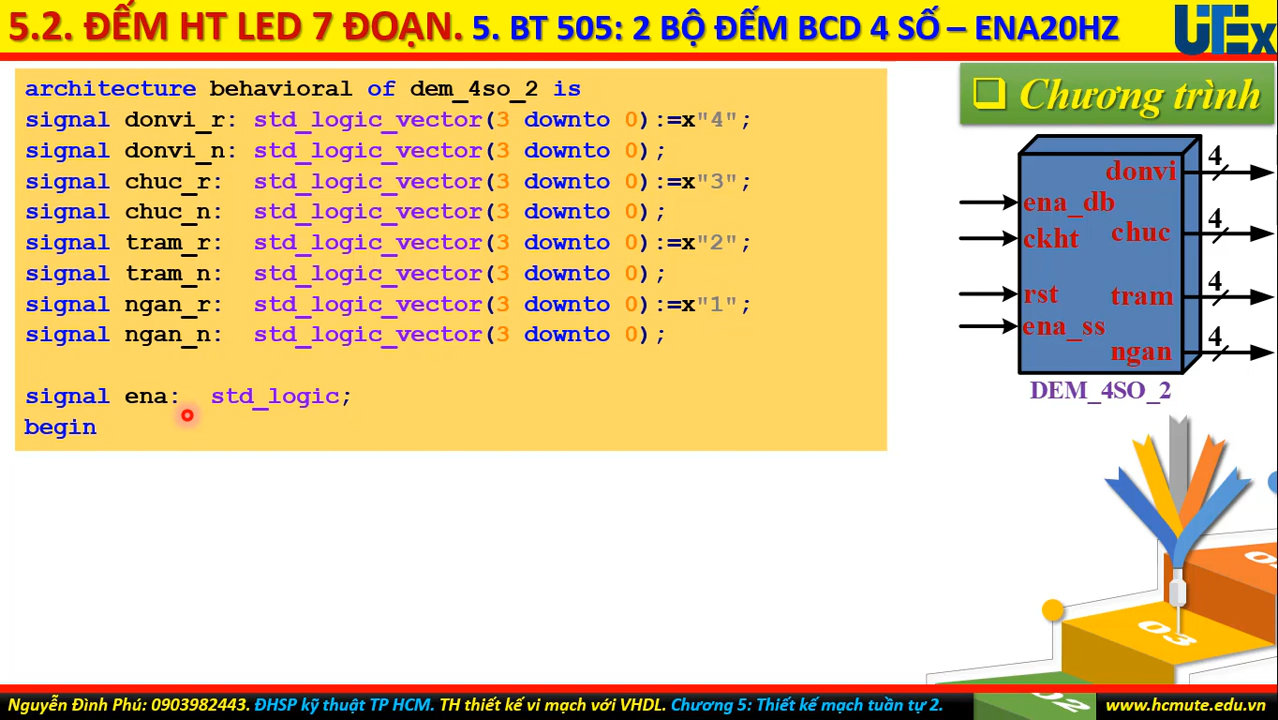 5.2. ĐẾM HT LED 7 ĐOẠN. 5. BT 505: 2 BỘ ĐẾM BCD 4 SỐ – ENA20HZ
UTEx
architecture behavioral of dem_4so_2 is
signal donvi_r: std_logic_vector(3 downto 0):=x"4";
signal donvi_n: std_logic_vector(3 downto 0);
signal chuc_r: std_logic_vector(3 downto 0):=x"3";
signal chuc_n: std_logic_vector(3 downto 0);
signal tram_r: std_logic_vector(3 downto 0):=x"2";
signal tram_n: std_logic_vector(3 downto 0);
signal ngan_r: std_logic_vector(3 downto 0):=x"1";
signal ngan_n: std_logic_vector(3 downto 0);
signal ena: std_logic;
begin
Chương trình
donvi 4
ena_db
ckht chuc 4
rst tram 4
ena_ss
ngan 4
DEM_4SO_2
03
Nguyễn Đình Phú: 0903982443. ĐHSP kỹ thuật TP HCM. TH thiết kế vi mạch với VHDL. Chương 5: Thiết kế mạch tuần tự 2.
www.hcmute.edu.vn